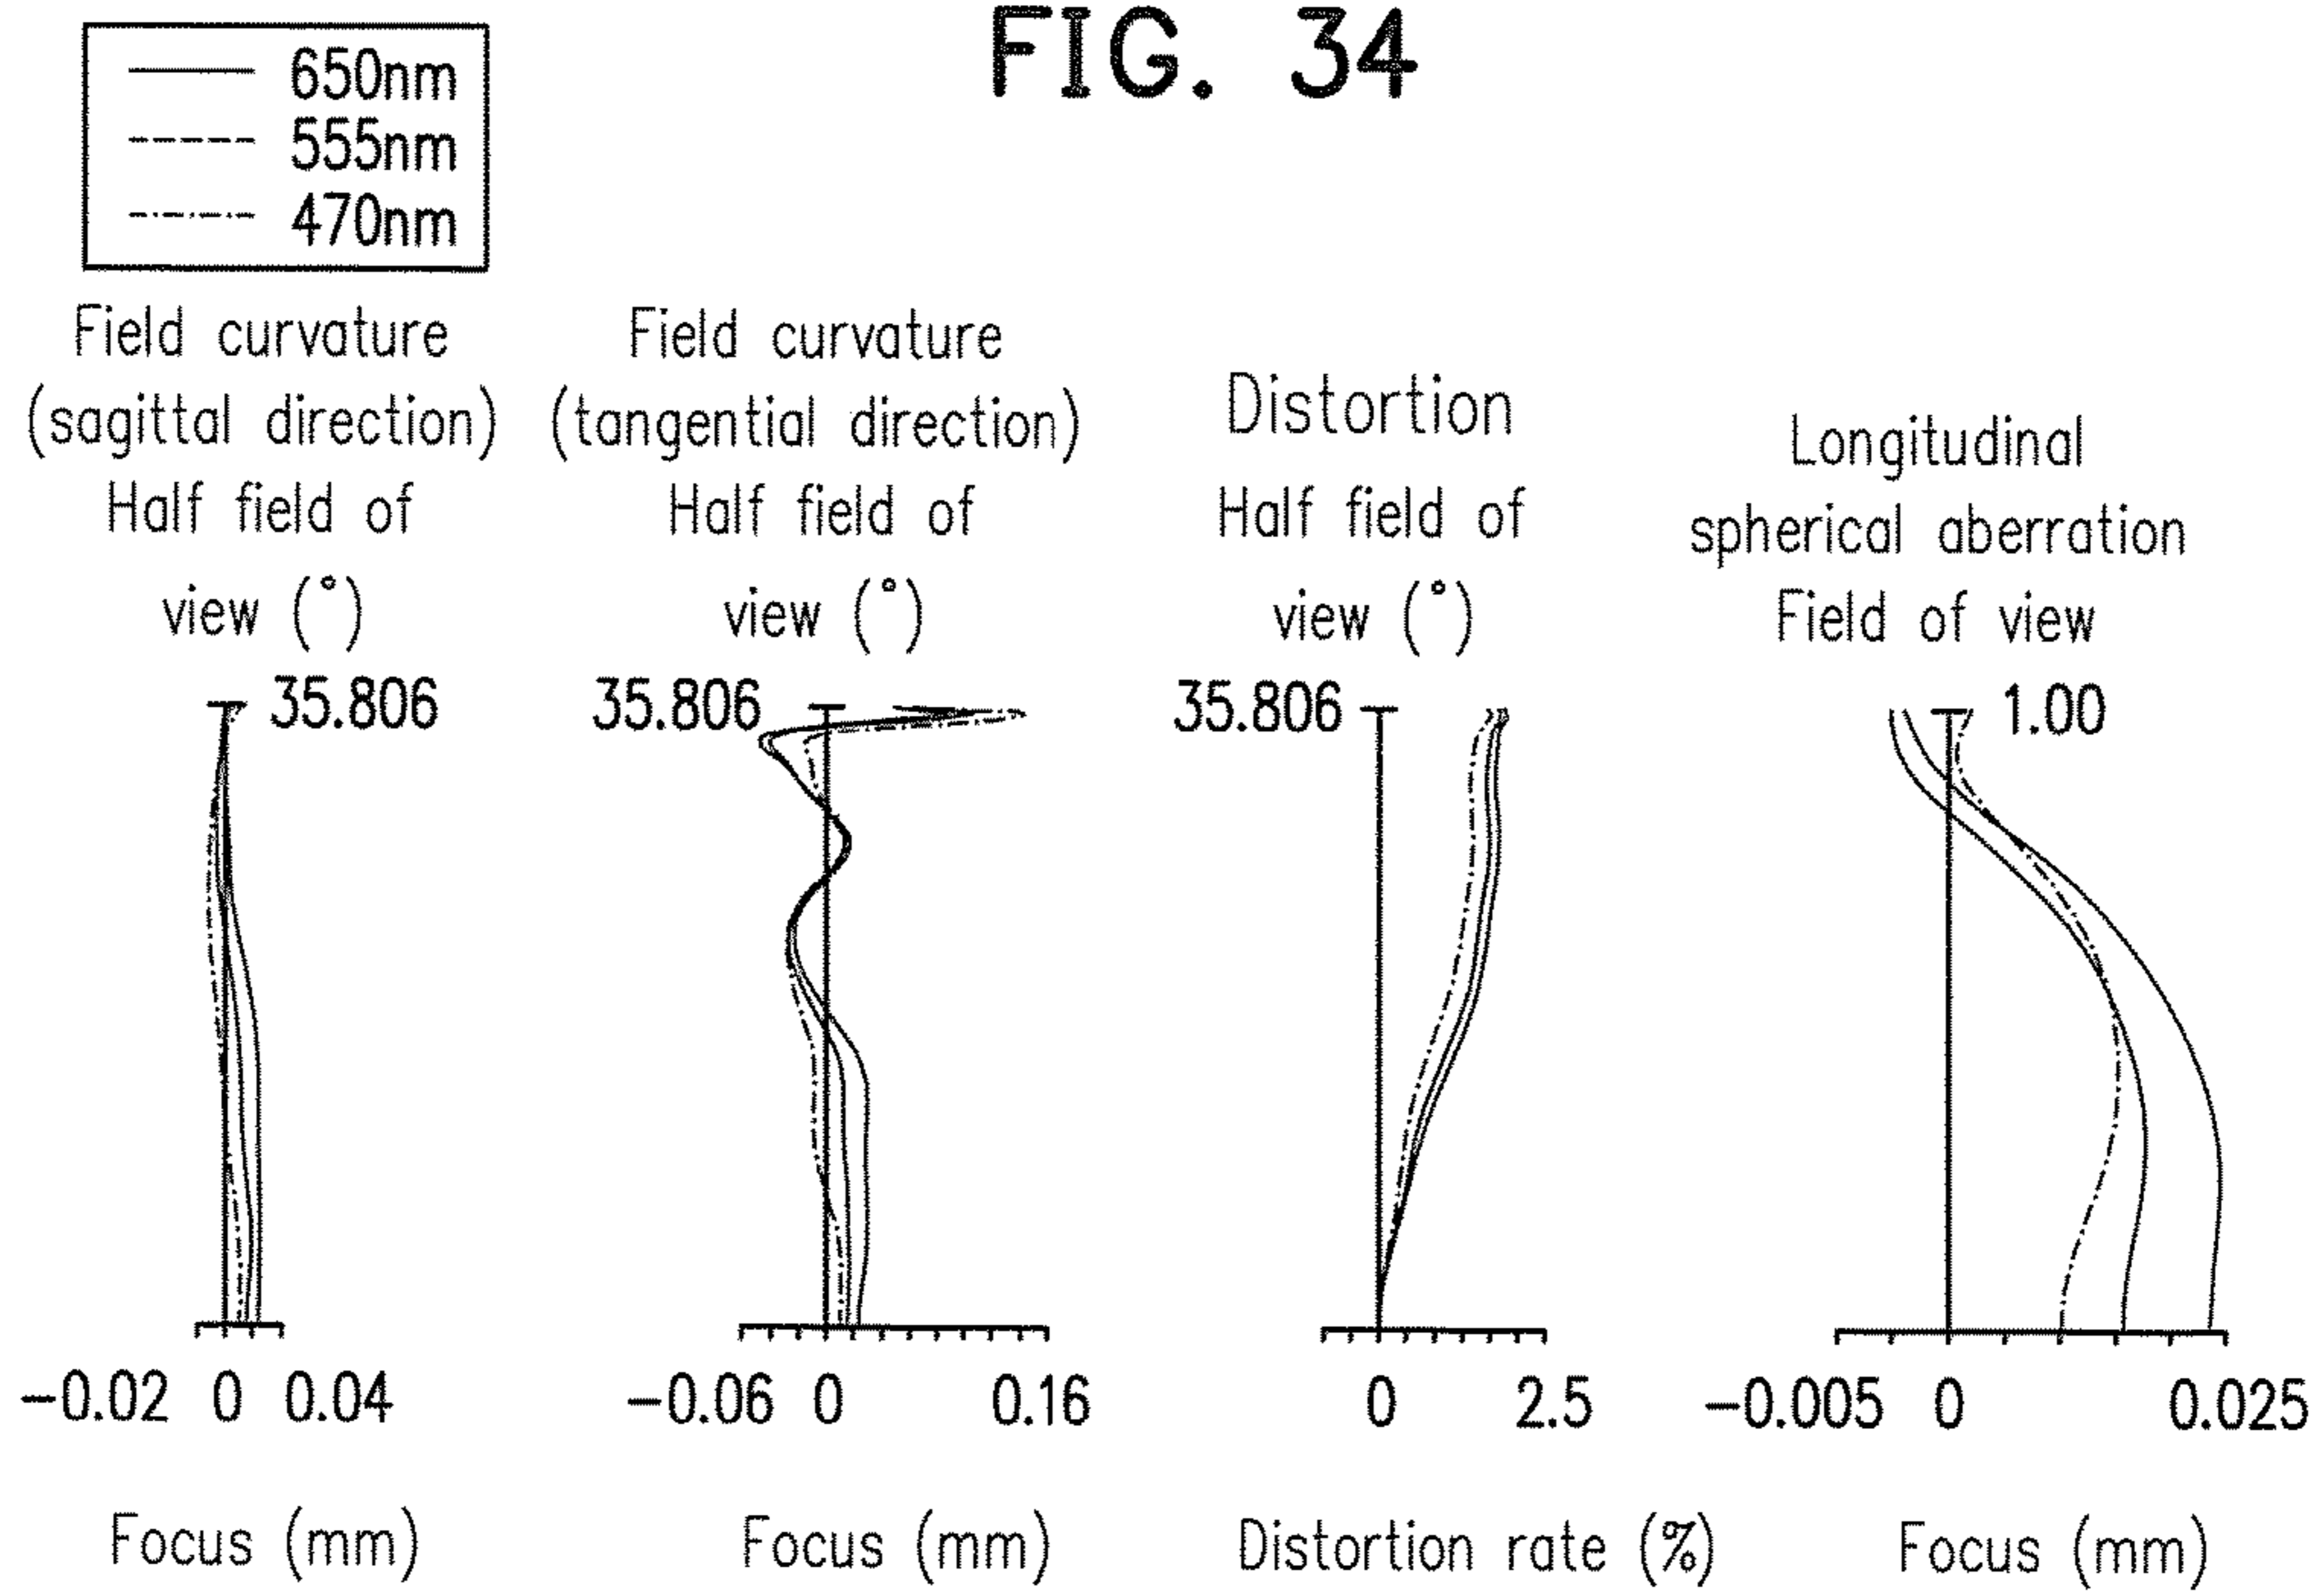 FIG. 34
650nm
555nm
470nm
Field curvature
(sagittal direction)
Half field of
view (°)
35.806
-0.02 0 0.04
Focus (mm)
Field curvature
(tangential direction)
Half field of
view (°)
35.806
-0.06 0 0.16
Focus (mm)
Distortion
Half field of
view (°)
35.806
0 2.5
Distortion rate (%)
Longitudinal
spherical aberration
Field of view
1.00
-0.005 0 0.025
Focus (mm)